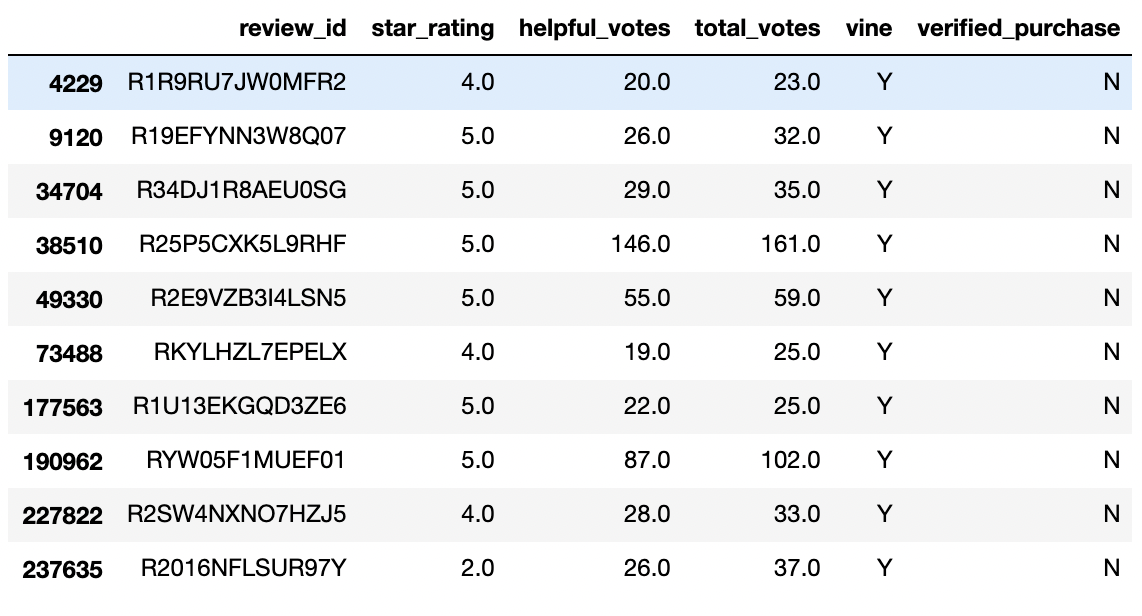 review_id star_rating helpful_votes total_votes vine verified_purchase
4229 R1R9RU7JW0MFR2 4.0 20.0 23.0 Y N
9120 R19EFYNN3W8Q07 5.0 26.0 32.0 Y N
34704 R34DJ1R8AEU0SG 5.0 29.0 35.0 Y N
38510 R25P5CXK5L9RHF 5.0 146.0 161.0 Y N
49330 R2E9VZB3I4LSN5 5.0 55.0 59.0 Y N
73488 RKYLHZL7EPELX 4.0 19.0 25.0 Y N
177563 R1U13EKGQD3ZE6 5.0 22.0 25.0 Y N
190962 RYW05F1MUEF01 5.0 87.0 102.0 Y N
227822 R2SW4NXNO7HZJ5 4.0 28.0 33.0 Y N
237635 R2016NFLSUR97Y 2.0 26.0 37.0 Y N